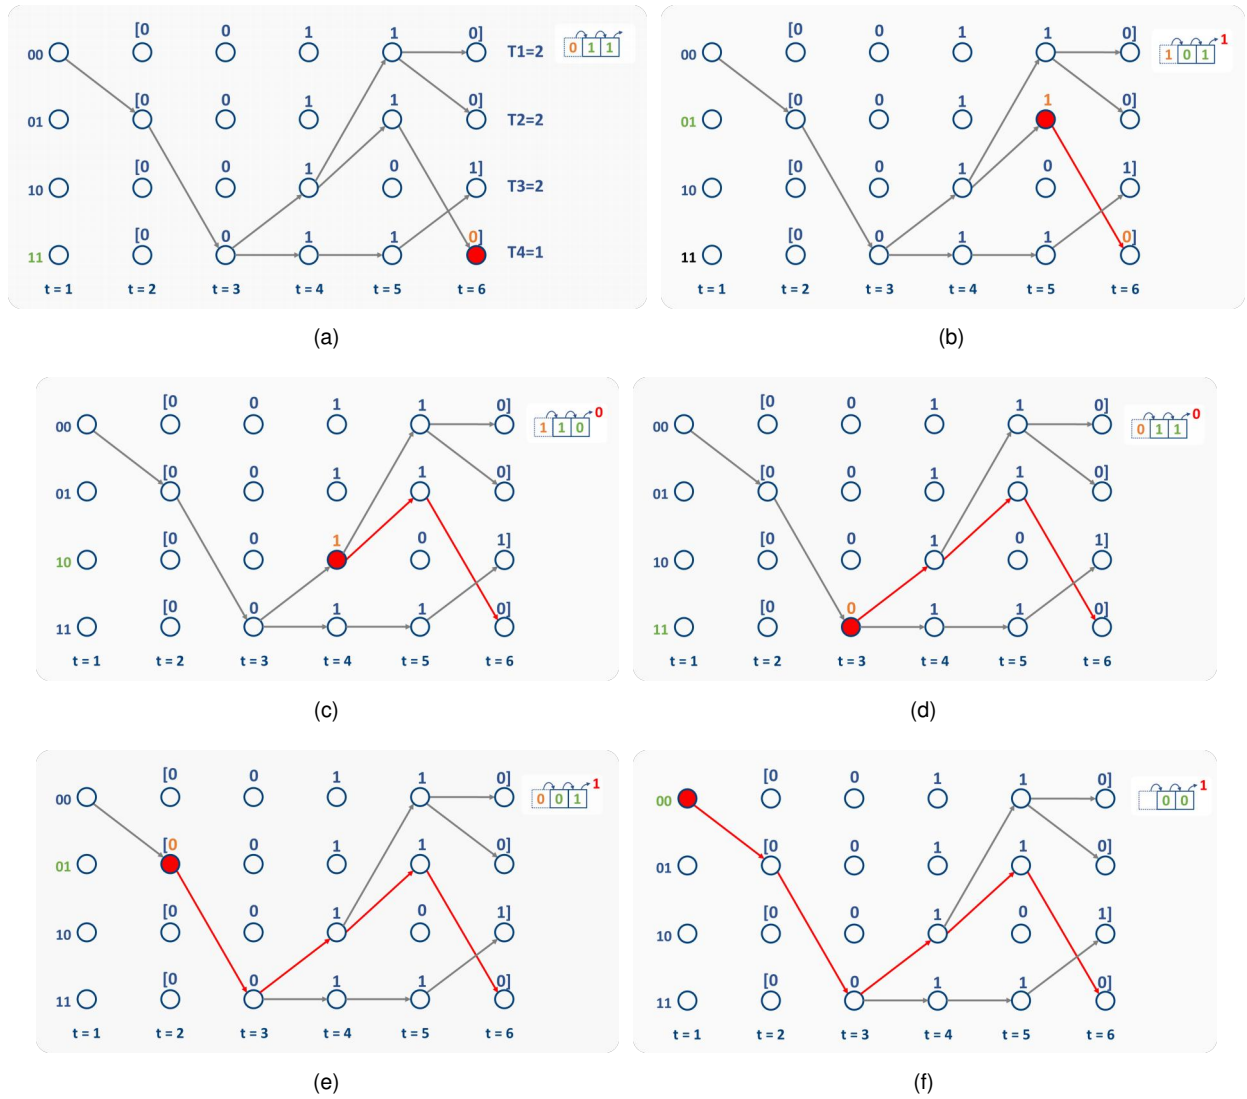 [0 0 1 1 0] T1=2 0 1 1
00
[0 0 1 1 0] T2=2
01
[0 0 1 0 1] T3=2
10
[0 0 1 1 0] T4=1
11
t = 1 t = 2 t = 3 t = 4 t = 5 t = 6
(a)
[0 0 1 1 0] 1 0 1 1
00
[0 0 1 1 0]
01
[0 0 1 0 1]
10
[0 0 1 1 0]
11
t = 1 t = 2 t = 3 t = 4 t = 5 t = 6
(b)
[0 0 1 1 0] 1 1 0 0
00
[0 0 1 1 0]
01
[0 0 1 0 1]
10
[0 0 1 1 0]
11
t = 1 t = 2 t = 3 t = 4 t = 5 t = 6
(c)
[0 0 1 1 0] 0 1 1 0
00
[0 0 1 1 0]
01
[0 0 1 0 1]
10
[0 0 1 1 0]
11
t = 1 t = 2 t = 3 t = 4 t = 5 t = 6
(d)
[0 0 1 1 0] 0 0 1 1
00
[0 0 1 1 0]
01
[0 0 1 0 1]
10
[0 0 1 1 0]
11
t = 1 t = 2 t = 3 t = 4 t = 5 t = 6
(e)
[0 0 1 1 0] 0 0 1
00
[0 0 1 1 0]
01
[0 0 1 0 1]
10
[0 0 1 1 0]
11
t = 1 t = 2 t = 3 t = 4 t = 5 t = 6
(f)